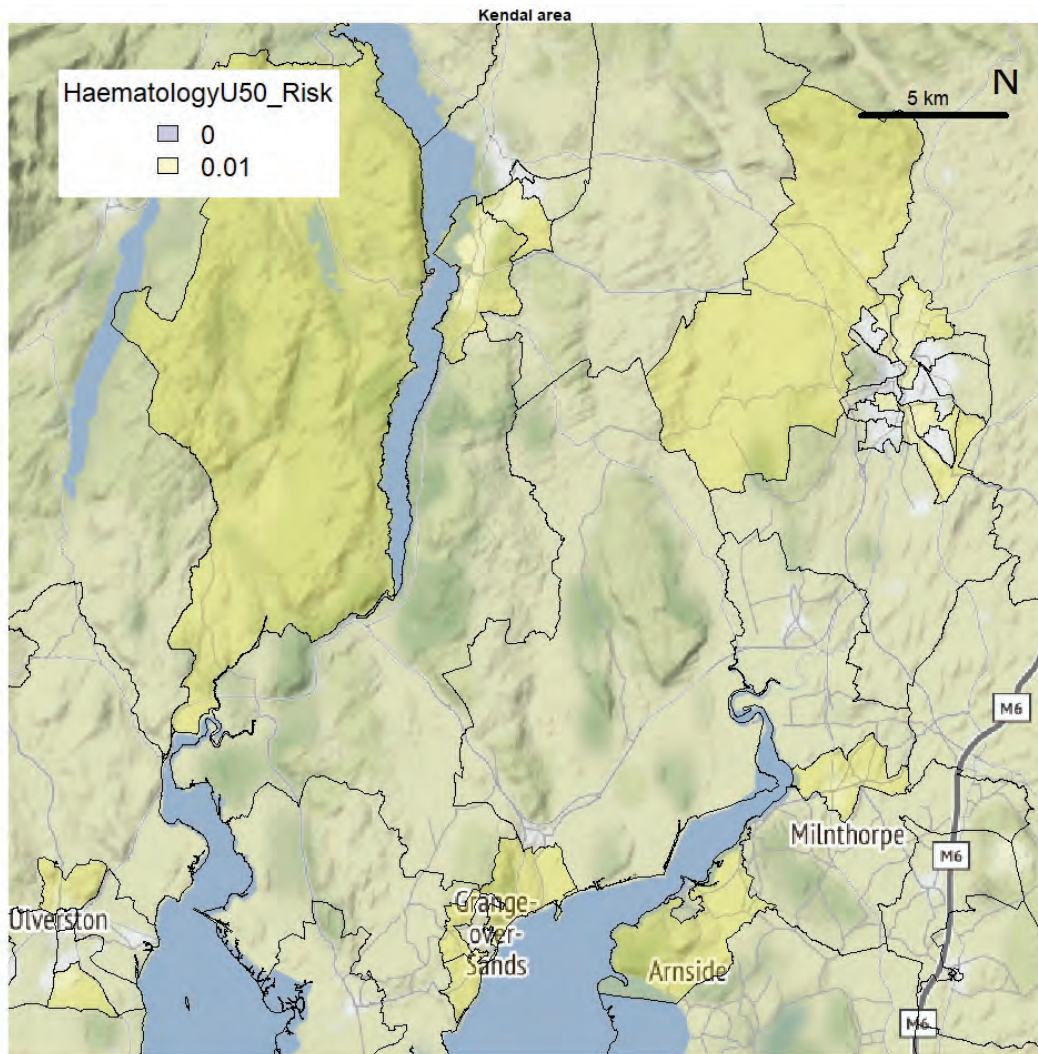 Kendal area
HaematologyU50_Risk
0
0.01
N
5 km
M6
Milnthorpe
M6
Ulverston
Grange-
over-
Sands
Arnside
M6